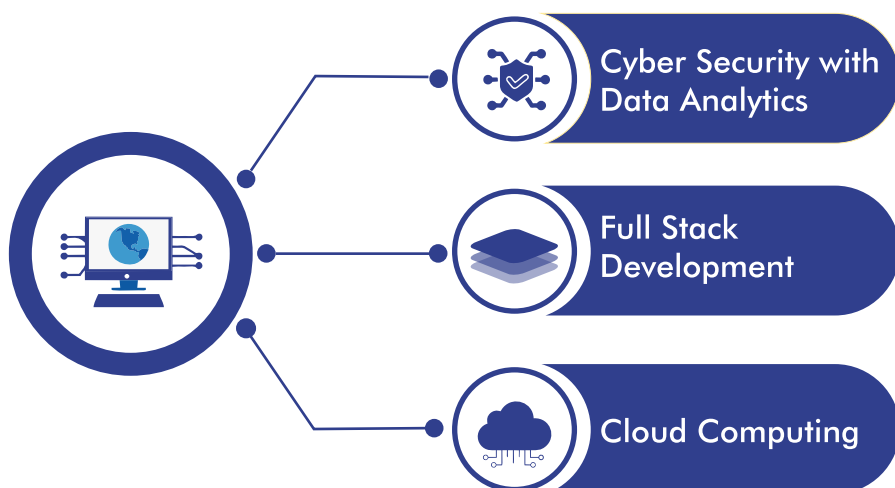 Cyber Security with
Data Analytics
Full Stack
Development
Cloud Computing